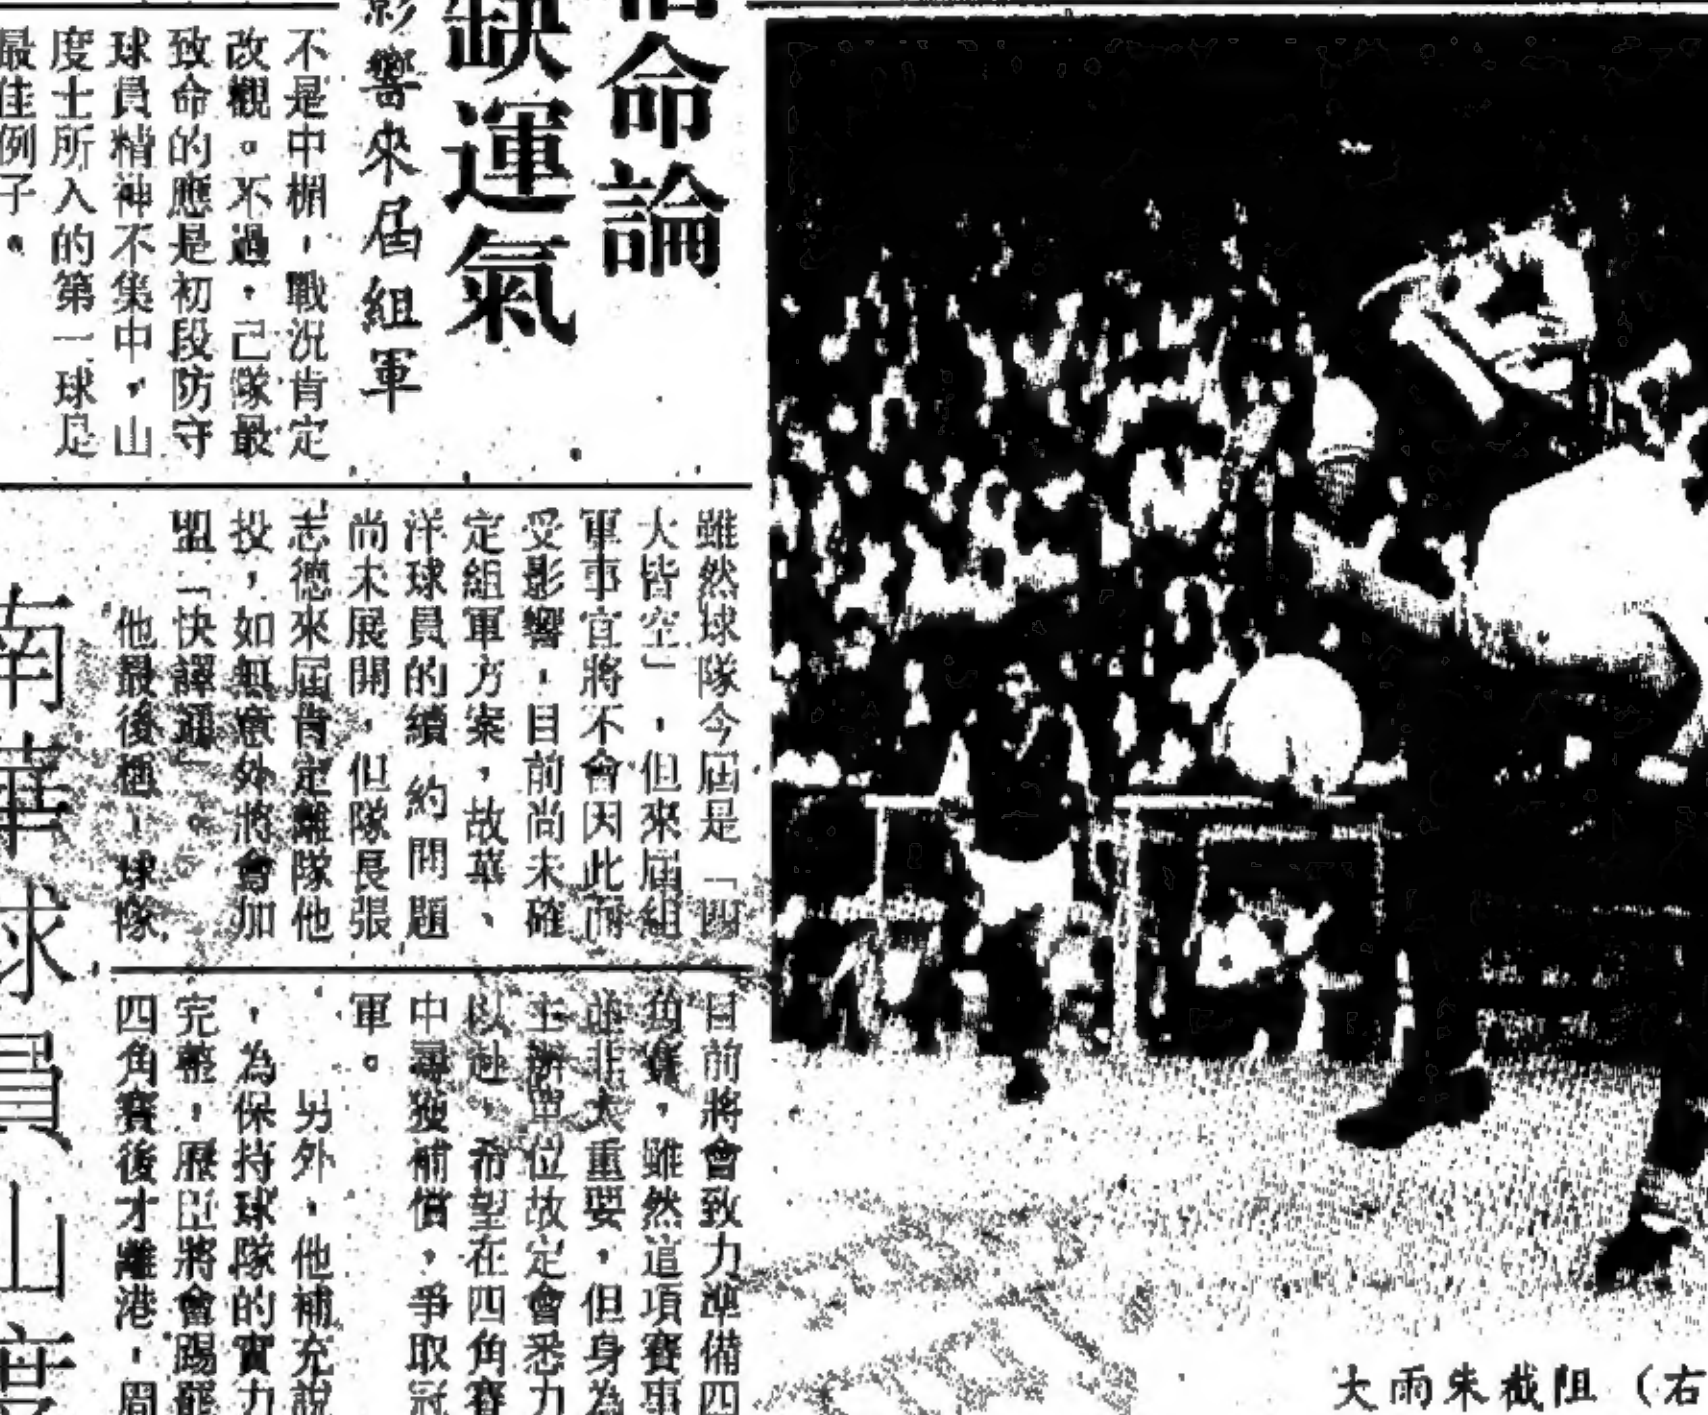 命論
缺運氣
影響來屆組軍
不是中楣，戰況肯定
改觀。不過，己隊最
致命的應是初段防守
球員精神不集中，山
度士所入的第一球是
最佳例子。
雖然球隊今屆是「四
大皆空」，但來屆組
軍事宜將不會因此而
受影響，目前尚未確
定組軍方案，故華、
洋球員的續約問題
尚未展開，但隊長張
志德來屆肯定離隊他
投，如無意外將會加
盟「快譯通」。
他最後，球隊
目前將會致力準備四
角賽，雖然這項賽事
並非太重要，但身為
主辦單位故定會悉力
以赴，希望在四角賽
中尋獲補償，爭取冠
軍。
另外，他補充說
，為保持球隊的實力
完整，歷臣將會踢罷
四角賽後才離港，周
南華球員山度
大雨朱截阻（右